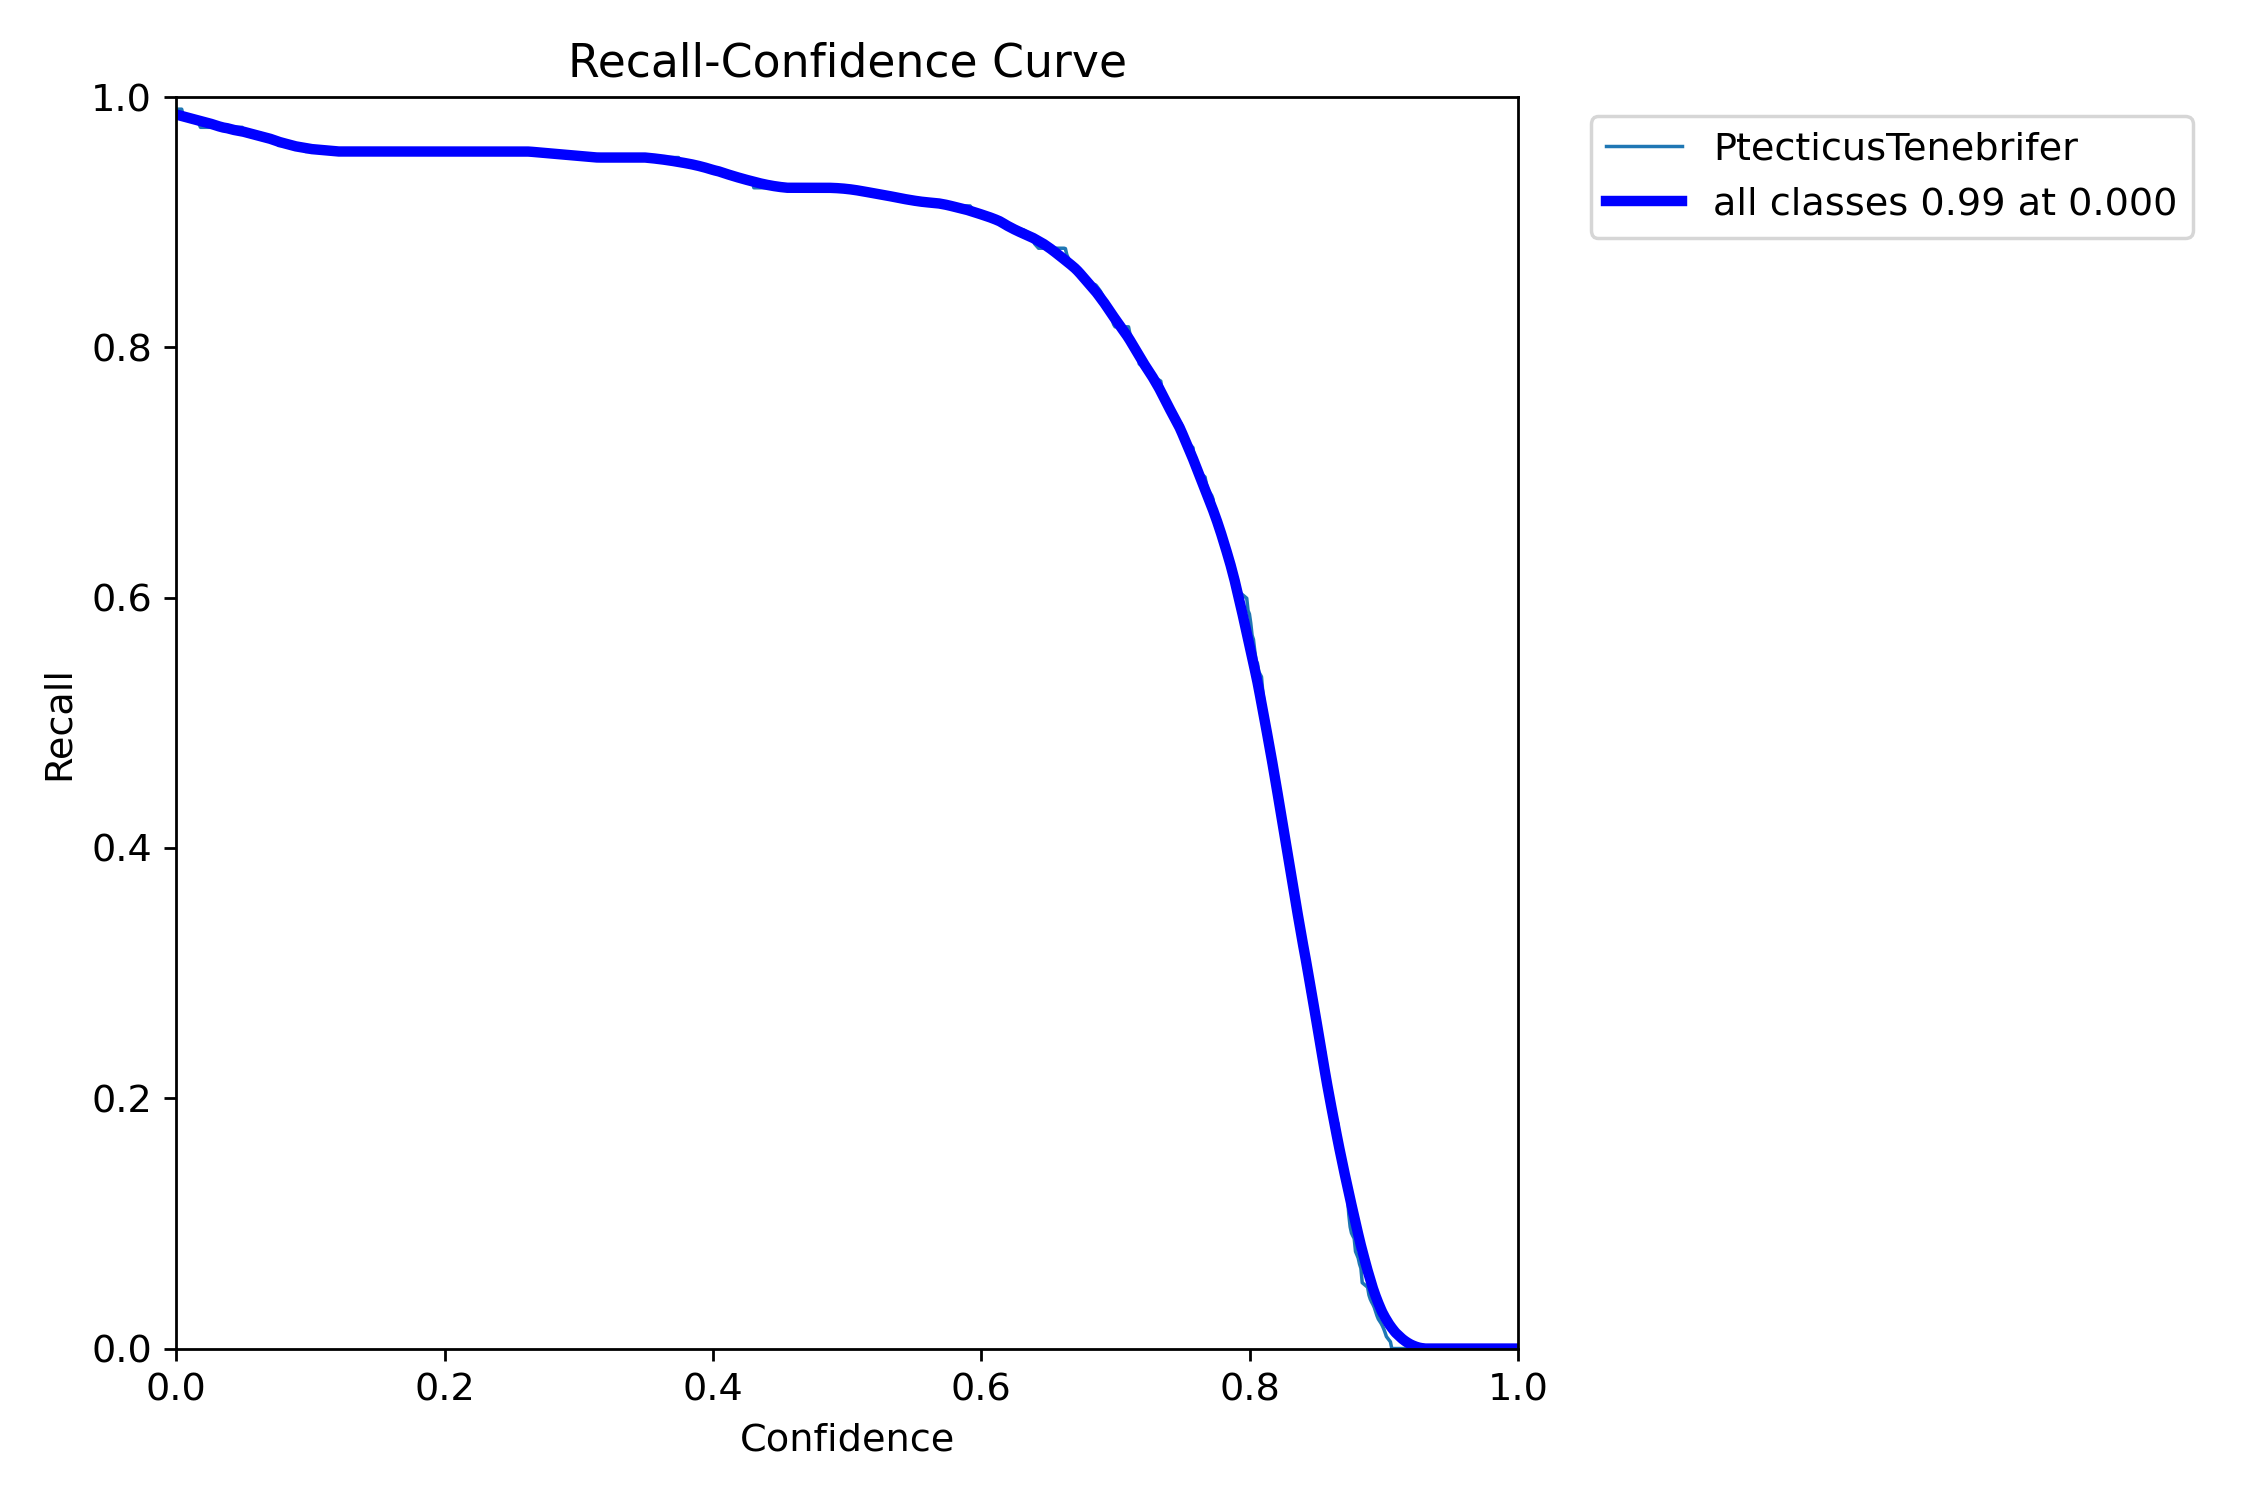 Recall-Confidence Curve
1.0
0.8
0.6
0.4
0.2
0.0
Recall
0.0 0.2 0.4 0.6 0.8 1.0
Confidence
PtecticusTenebrifer
all classes 0.99 at 0.000